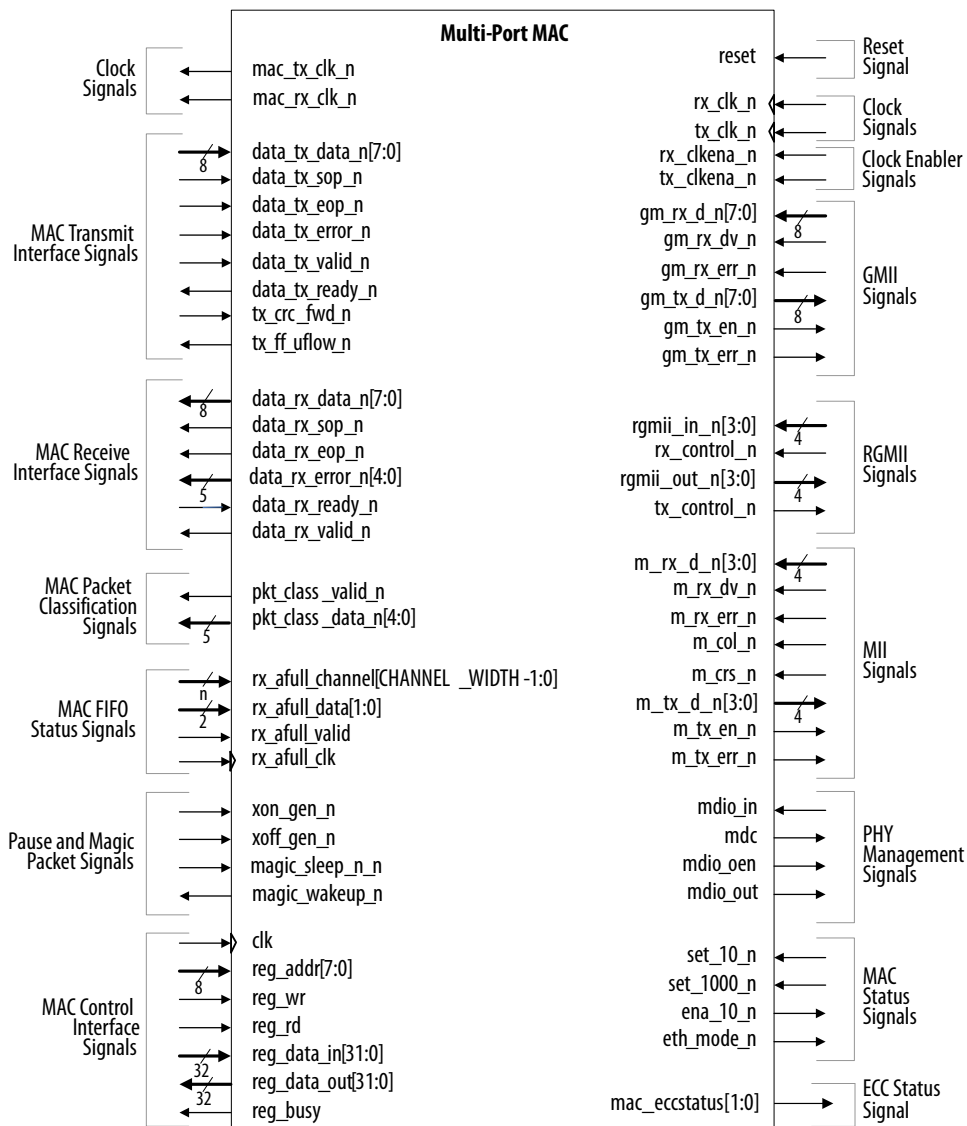 Multi-Port MAC
Clock
Signals
mac_tx_clk_n
mac_rx_clk_n
MAC Transmit
Interface Signals
data_tx_data_n[7:0]
8
data_tx_sop_n
data_tx_eop_n
data_tx_error_n
data_tx_valid_n
data_tx_ready_n
tx_crc_fwd_n
tx_ff_uflow_n
MAC Receive
Interface Signals
data_rx_data_n[7:0]
8
data_rx_sop_n
data_rx_eop_n
data_rx_error_n[4:0]
5
data_rx_ready_n
data_rx_valid_n
MAC Packet
Classification
Signals
pkt_class_valid_n
pkt_class_data_n[4:0]
5
MAC FIFO
Status Signals
rx_afull_channel[CHANNEL_WIDTH-1:0]
n
rx_afull_data[1:0]
2
rx_afull_valid
rx_afull_clk
Pause and Magic
Packet Signals
xon_gen_n
xoff_gen_n
magic_sleep_n_n
magic_wakeup_n
MAC Control
Interface
Signals
clk
reg_addr[7:0]
8
reg_wr
reg_rd
reg_data_in[31:0]
32
reg_data_out[31:0]
32
reg_busy
reset
Reset
Signal
rx_clk_n
tx_clk_n
Clock
Signals
rx_clkena_n
tx_clkena_n
Clock Enabler
Signals
gm_rx_d_n[7:0]
8
gm_rx_dv_n
gm_rx_err_n
gm_tx_d_n[7:0]
8
gm_tx_en_n
gm_tx_err_n
GMII
Signals
rgmii_in_n[3:0]
4
rx_control_n
rgmii_out_n[3:0]
4
tx_control_n
RGMII
Signals
m_rx_d_n[3:0]
4
m_rx_dv_n
m_rx_err_n
m_col_n
m_crs_n
m_tx_d_n[3:0]
4
m_tx_en_n
m_tx_err_n
MII
Signals
mdio_in
mdc
mdio_oen
mdio_out
PHY
Management
Signals
set_10_n
set_1000_n
ena_10_n
eth_mode_n
MAC
Status
Signals
mac_eccstatus[1:0]
ECC Status
Signal